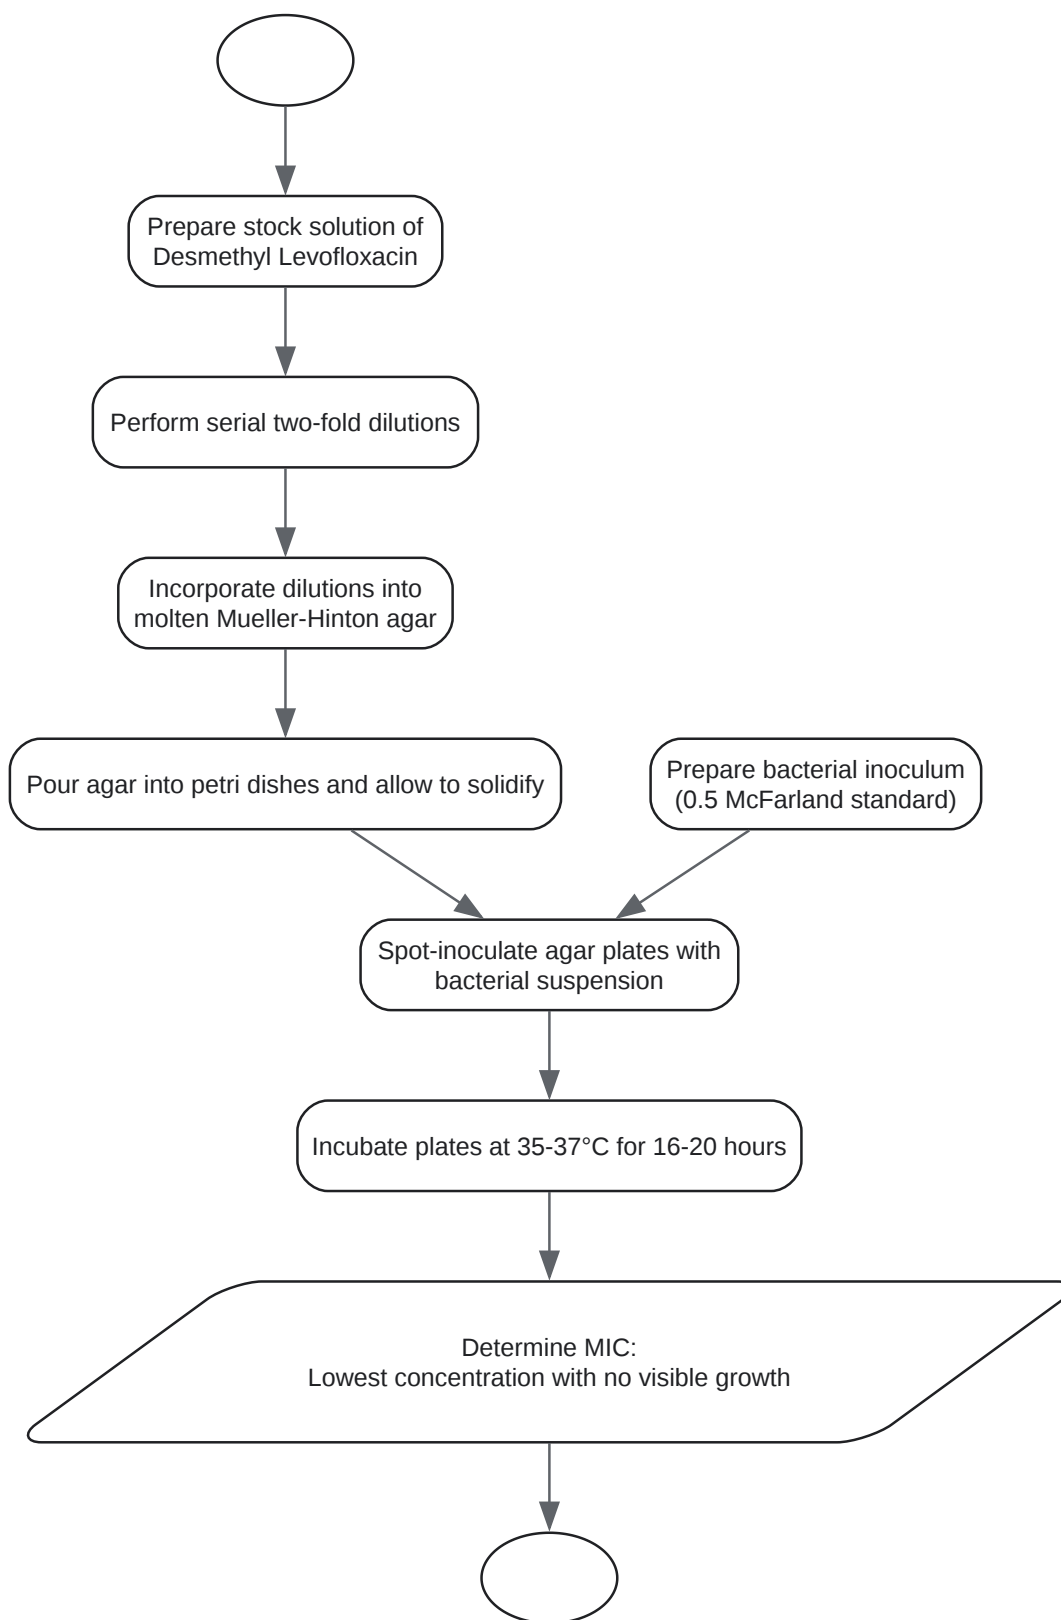 Prepare stock solution of
Desmethyl Levofloxacin
Perform serial two-fold dilutions
Incorporate dilutions into
molten Mueller-Hinton agar
Pour agar into petri dishes and allow to solidify
Prepare bacterial inoculum
(0.5 McFarland standard)
Spot-inoculate agar plates with
bacterial suspension
Incubate plates at 35-37°C for 16-20 hours
Determine MIC:
Lowest concentration with no visible growth